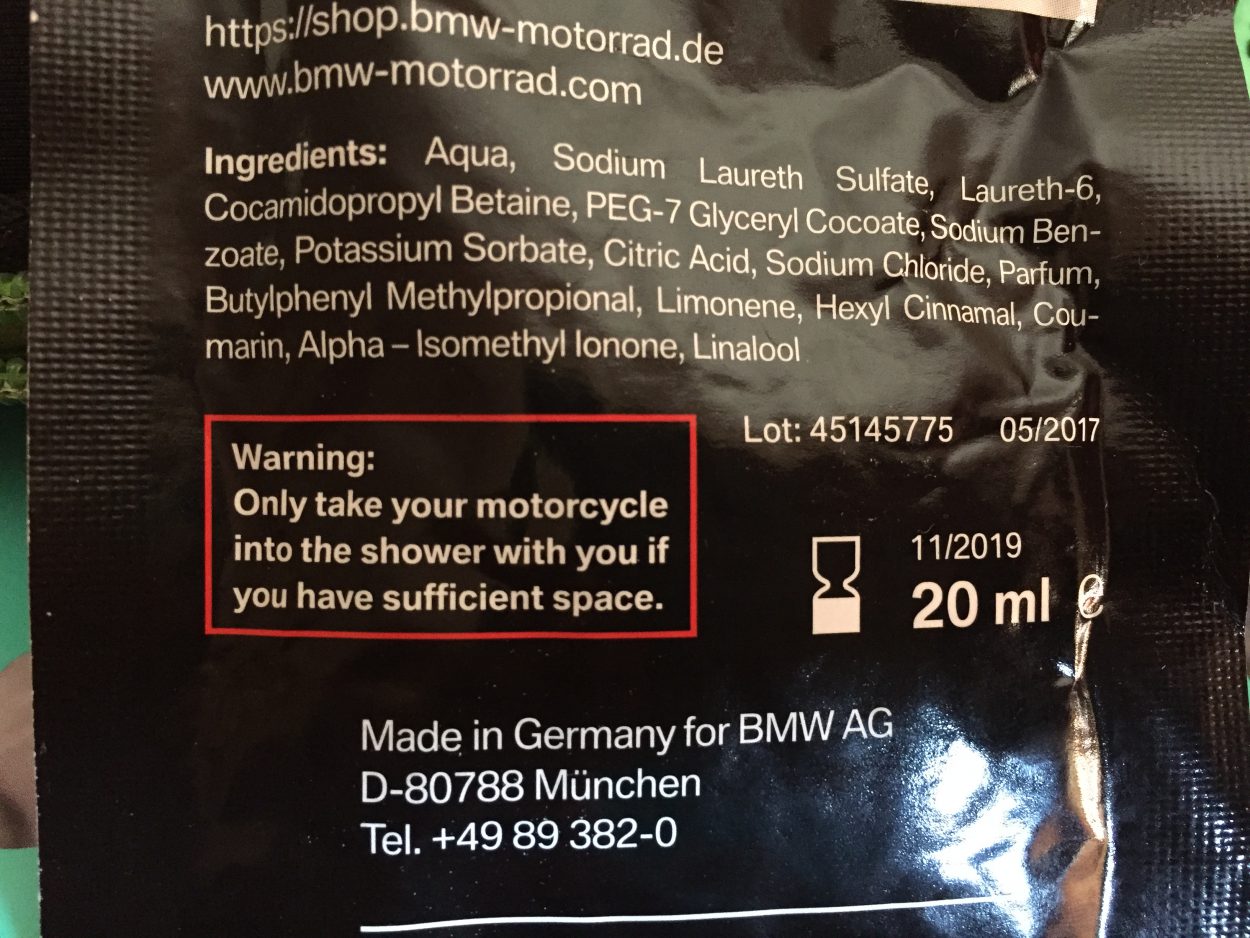 https://shop.bmw-motorrad.de
www.bmw-motorrad.com
Ingredients: Aqua, Sodium Laureth Sulfate, Laureth-6,
Cocamidopropyl Betaine, PEG-7 Glyceryl Cocoate, Sodium Ben-
zoate, Potassium Sorbate, Citric Acid, Sodium Chloride, Parfum,
Butylphenyl Methylpropional, Limonene, Hexyl Cinnamal, Cou-
marin, Alpha – Isomethyl Ionone, Linalool
Warning:
Only take your motorcycle
into the shower with you if
you have sufficient space.
Lot: 45145775 05/2017
11/2019
20 ml ℮
Made in Germany for BMW AG
D-80788 München
Tel. +49 89 382-0